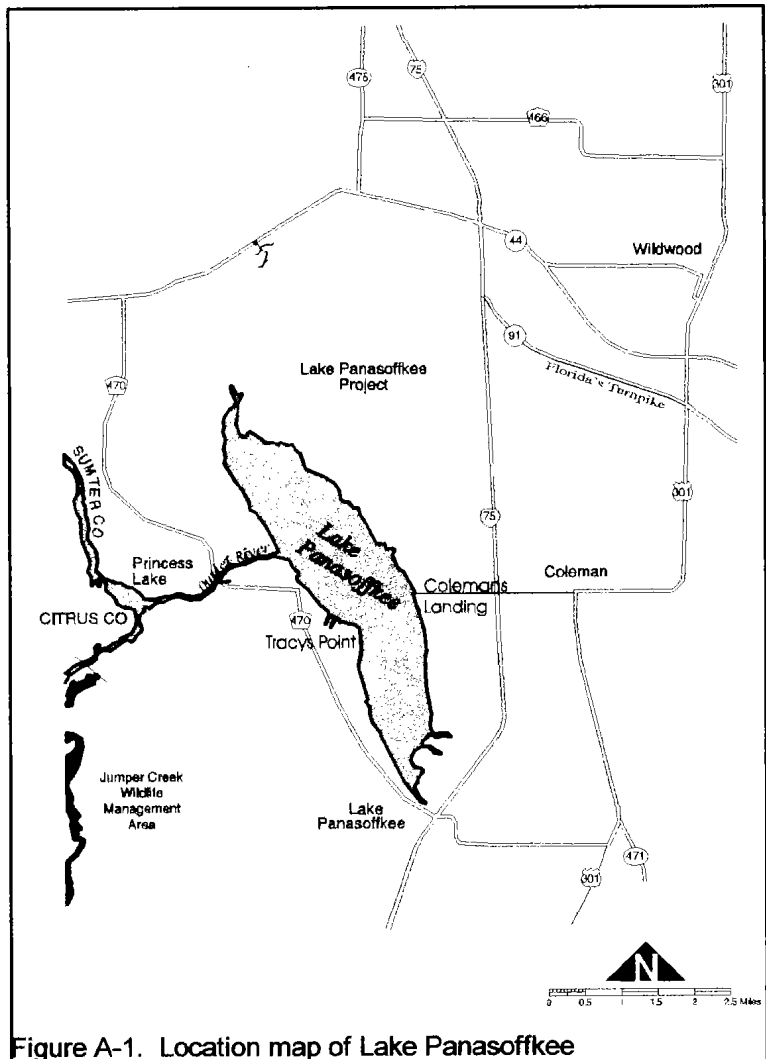 475
75
301
466
44
Wildwood
91
Florida's Turnpike
Lake Panasoffkee
Project
470
SUMTER CO
301
75
Lake
Panasoffkee
Princess
Lake
Outlet River
Colemans
Landing
Coleman
CITRUS CO
470
Tracys Point
Jumper Creek
Wildlife
Management
Area
Lake
Panasoffkee
301
471
N
0 0.5 1 1.5 2 2.5 Miles
Figure A-1. Location map of Lake Panasoffkee